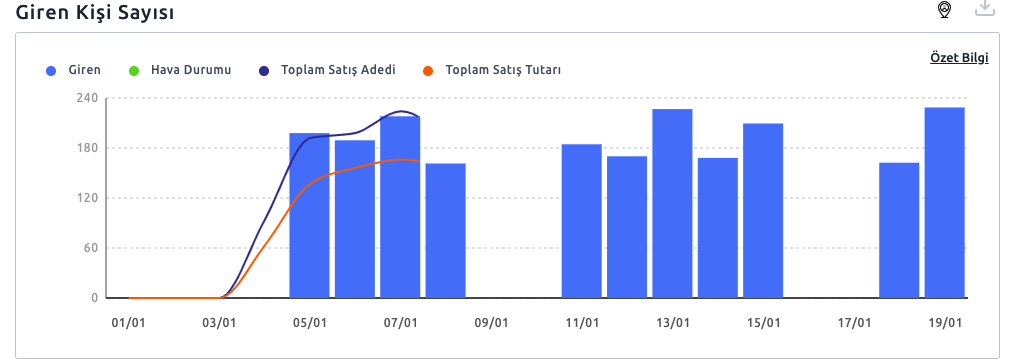 Giren Kişi Sayısı
Özet Bilgi
Giren Hava Durumu Toplam Satış Adedi Toplam Satış Tutarı
240
180
120
60
0
01/01 03/01 05/01 07/01 09/01 11/01 13/01 15/01 17/01 19/01